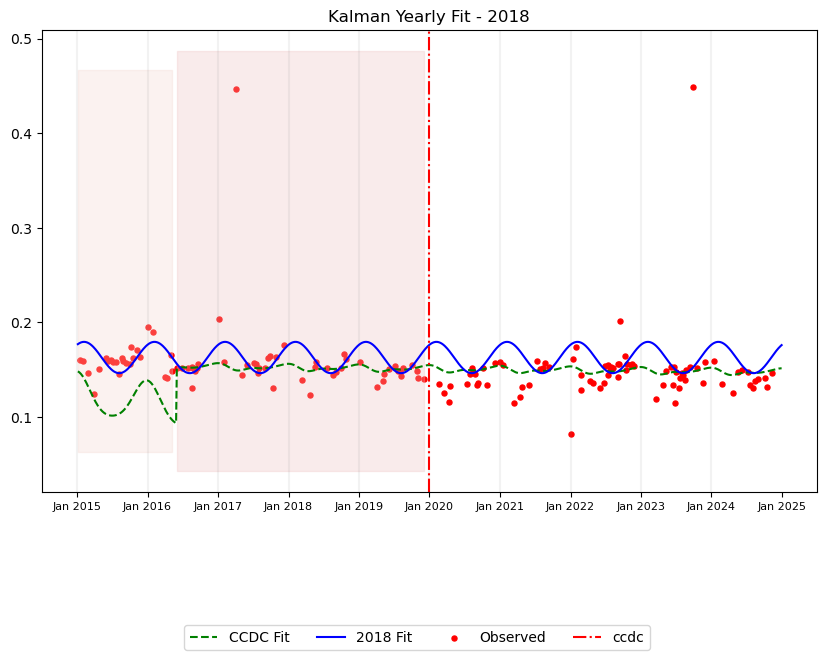 Kalman Yearly Fit - 2018
0.5
0.4
0.3
0.2
0.1
Jan 2015 Jan 2016 Jan 2017 Jan 2018 Jan 2019 Jan 2020 Jan 2021 Jan 2022 Jan 2023 Jan 2024 Jan 2025
CCDC Fit 2018 Fit Observed ccdc